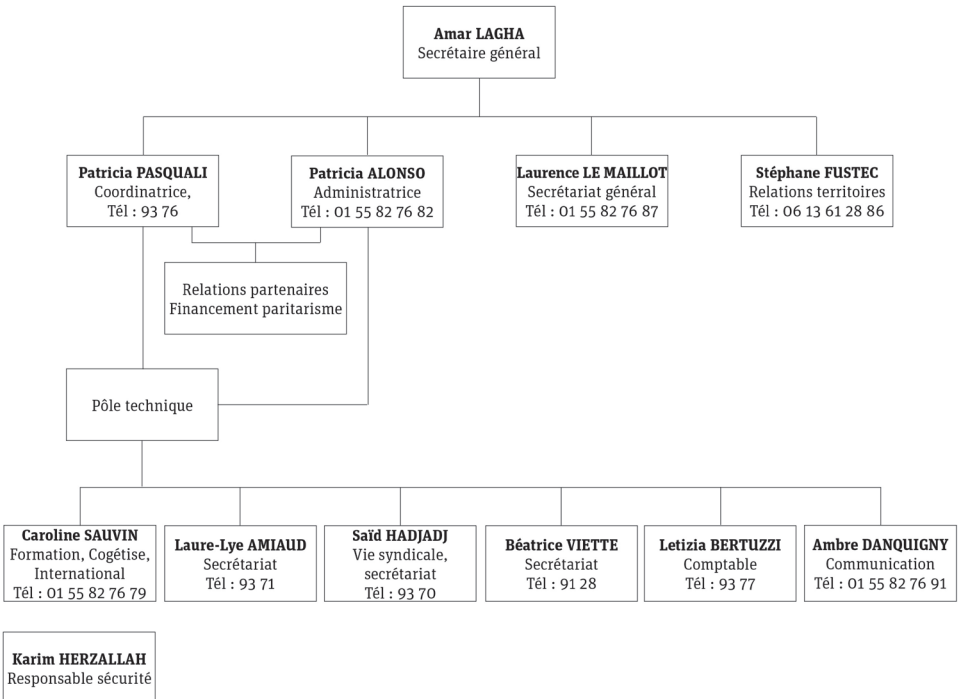 Amar LAGHA
Secrétaire général
Patricia PASQUALI
Coordinatrice,
Tél : 93 76
Patricia ALONSO
Administratrice
Tél : 01 55 82 76 82
Laurence LE MAILLOT
Secrétariat général
Tél : 01 55 82 76 87
Stéphane FUSTEC
Relations territoires
Tél : 06 13 61 28 86
Relations partenaires
Financement paritarisme
Pôle technique
Caroline SAUVIN
Formation, Cogétise,
International
Tél : 01 55 82 76 79
Laure-Lye AMIAUD
Secrétariat
Tél : 93 71
Saïd HADJADJ
Vie syndicale,
secrétariat
Tél : 93 70
Béatrice VIETTE
Secrétariat
Tél : 91 28
Letizia BERTUZZI
Comptable
Tél : 93 77
Ambre DANQUIGNY
Communication
Tél : 01 55 82 76 91
Karim HERZALLAH
Responsable sécurité